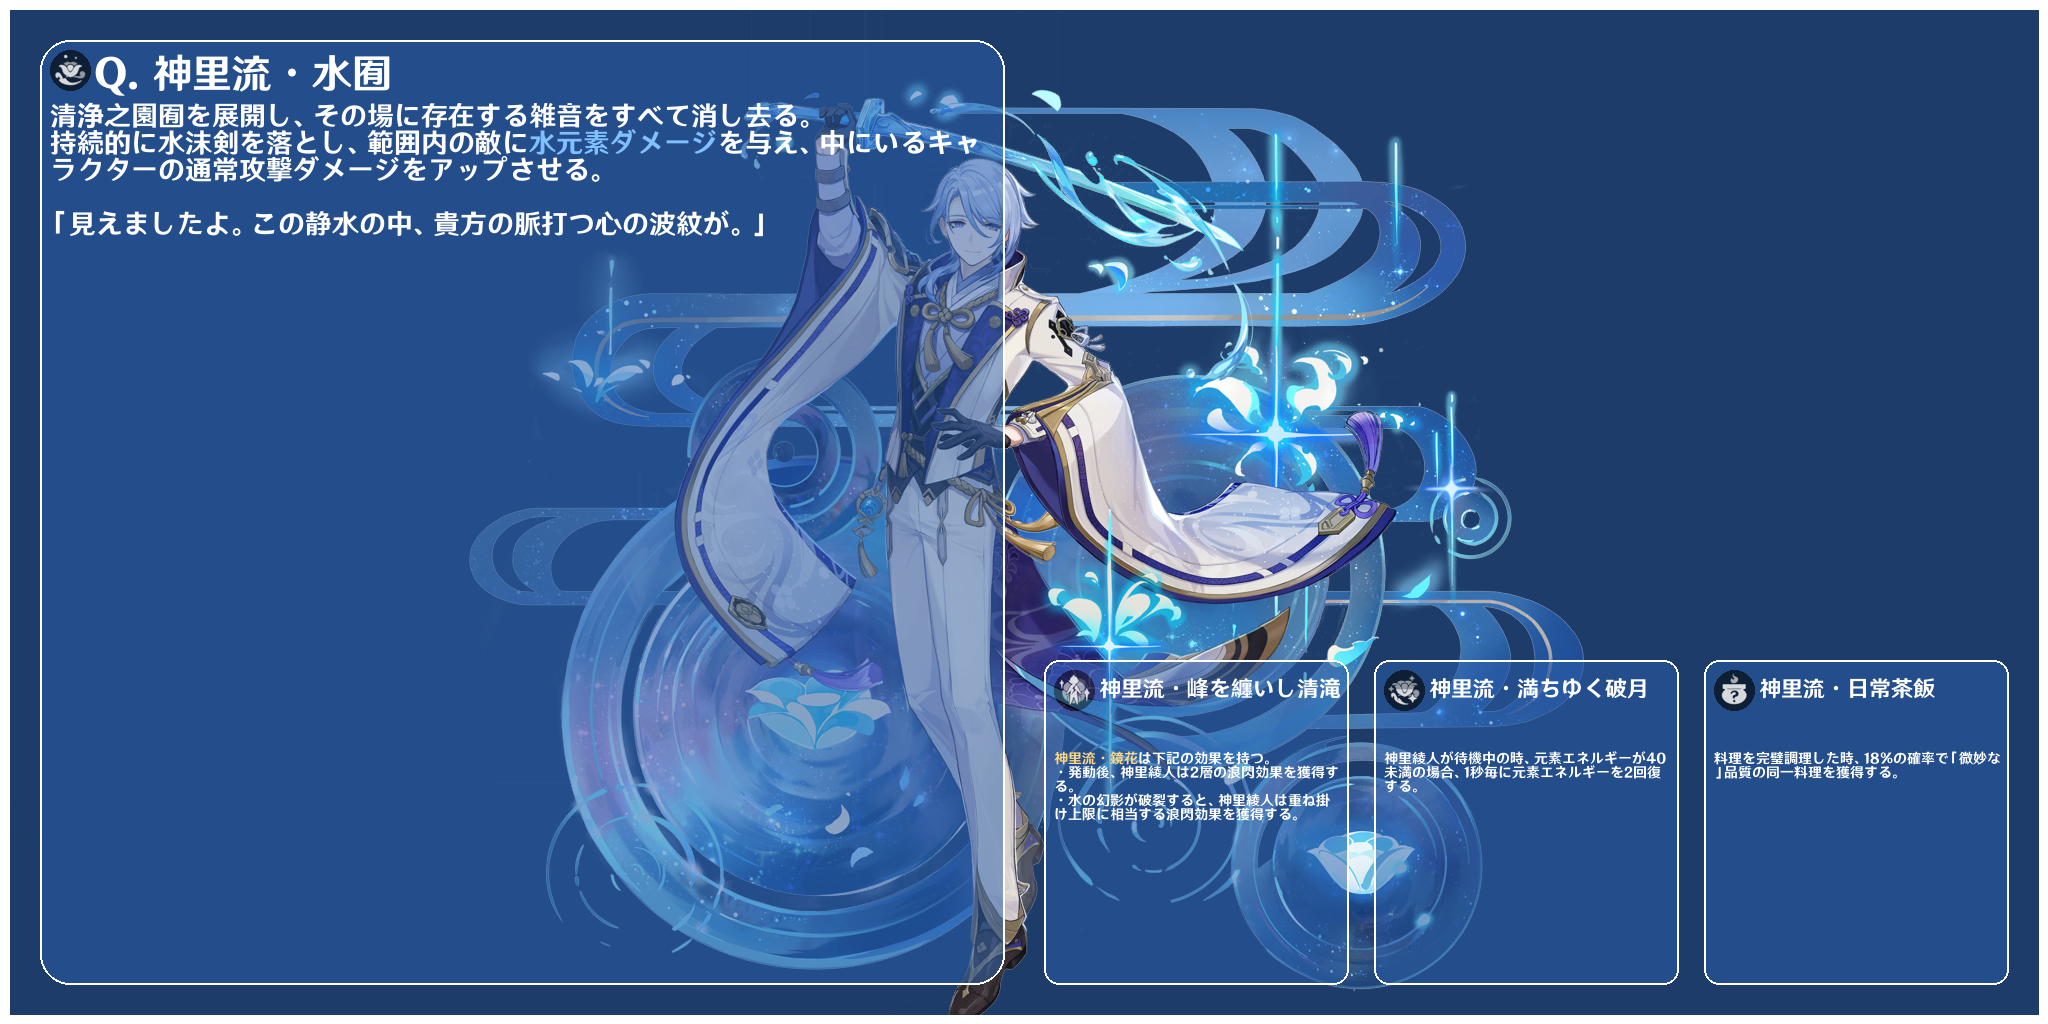 Q. 神里流・水囿
清浄之園囿を展開し、その場に存在する雑音をすべて消し去る。
持続的に水沫剣を落とし、範囲内の敵に水元素ダメージを与え、中にいるキャ
ラクターの通常攻撃ダメージをアップさせる。
「見えましたよ。この静水の中、貴方の脈打つ心の波紋が。」
神里流・峰を纏いし清滝
神里流・鏡花は下記の効果を持つ。
・発動後、神里綾人は2層の浪閃効果を獲得す
る。
・水の幻影が破裂すると、神里綾人は重ね掛
け上限に相当する浪閃効果を獲得する。
神里流・満ちゆく破月
神里綾人が待機中の時、元素エネルギーが40
未満の場合、1秒毎に元素エネルギーを2回復
する。
神里流・日常茶飯
料理を完璧調理した時、18%の確率で「微妙な
」品質の同一料理を獲得する。